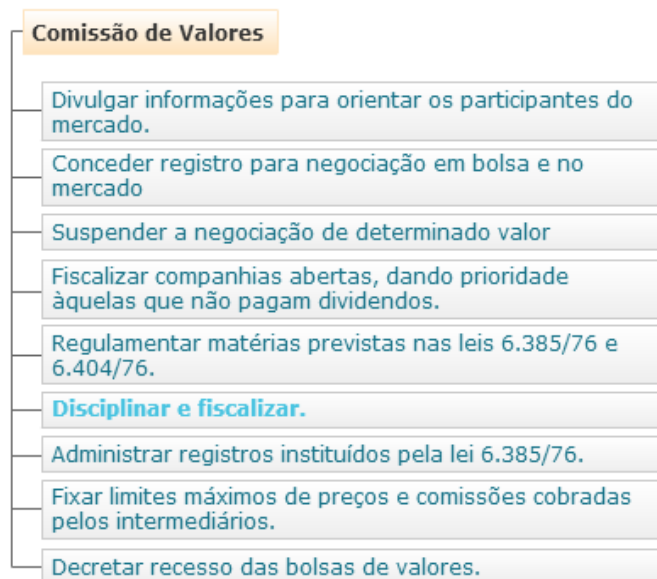 Comissão de Valores
Divulgar informações para orientar os participantes do
mercado.
Conceder registro para negociação em bolsa e no
mercado
Suspender a negociação de determinado valor
Fiscalizar companhias abertas, dando prioridade
àquelas que não pagam dividendos.
Regulamentar matérias previstas nas leis 6.385/76 e
6.404/76.
Disciplinar e fiscalizar.
Administrar registros instituídos pela lei 6.385/76.
Fixar limites máximos de preços e comissões cobradas
pelos intermediários.
Decretar recesso das bolsas de valores.